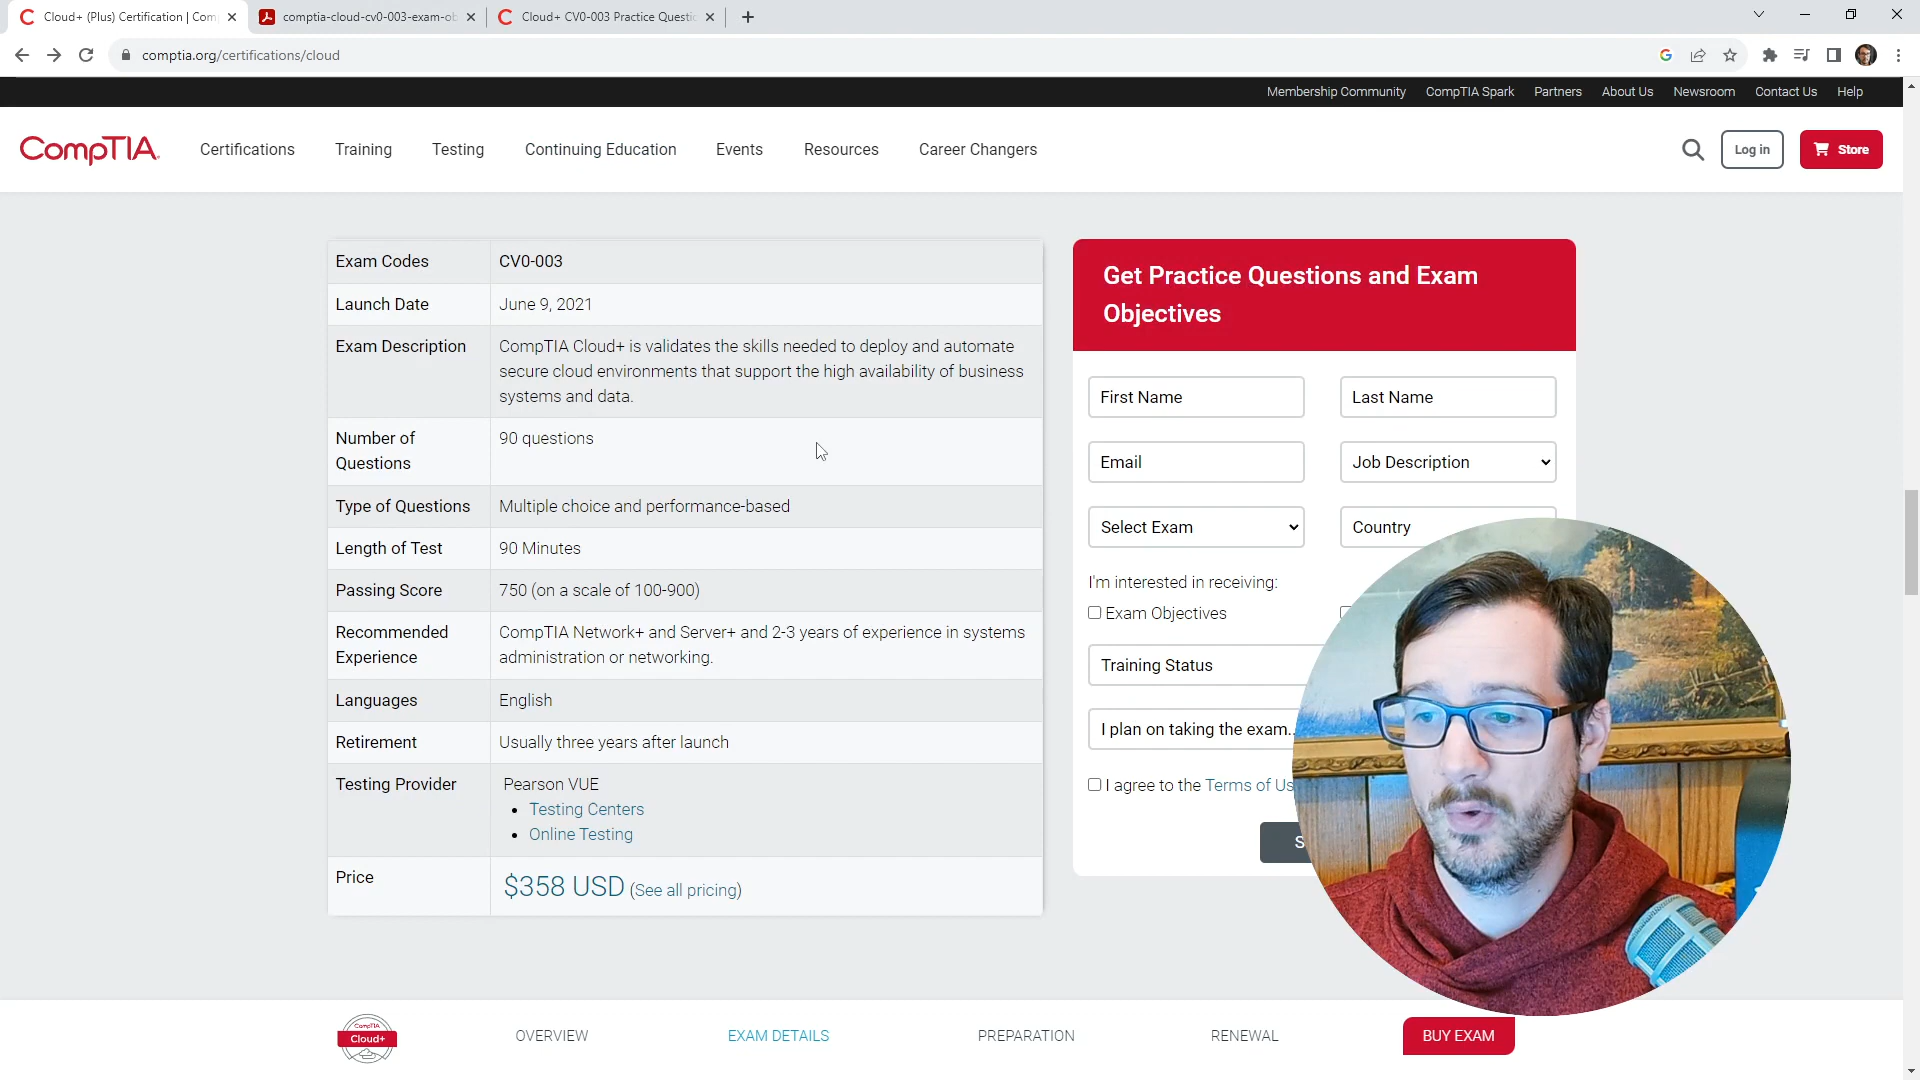 Cloud+ (Plus) Certification | Com
comptia-cloud-cv0-003-exam-ob
Cloud+ CV0-003 Practice Questio
comptia.org/certifications/cloud
Membership Community
CompTIA Spark
Partners
About Us
Newsroom
Contact Us
Help
CompTIA.
Certifications
Training
Testing
Continuing Education
Events
Resources
Career Changers
Log in
Store
Exam Codes
CV0-003
Launch Date
June 9, 2021
Exam Description
CompTIA Cloud+ is validates the skills needed to deploy and automate
secure cloud environments that support the high availability of business
systems and data.
Number of
Questions
90 questions
Type of Questions
Multiple choice and performance-based
Length of Test
90 Minutes
Passing Score
750 (on a scale of 100-900)
Recommended
Experience
CompTIA Network+ and Server+ and 2-3 years of experience in systems
administration or networking.
Languages
English
Retirement
Usually three years after launch
Testing Provider
Pearson VUE
• Testing Centers
• Online Testing
Price
$358 USD (See all pricing)
Get Practice Questions and Exam
Objectives
First Name
Last Name
Email
Job Description
Select Exam
Country
I'm interested in receiving:
Exam Objectives
Training Status
I plan on taking the exam..
I agree to the Terms of Us
S
CompTIA
Cloud+
OVERVIEW
EXAM DETAILS
PREPARATION
RENEWAL
BUY EXAM